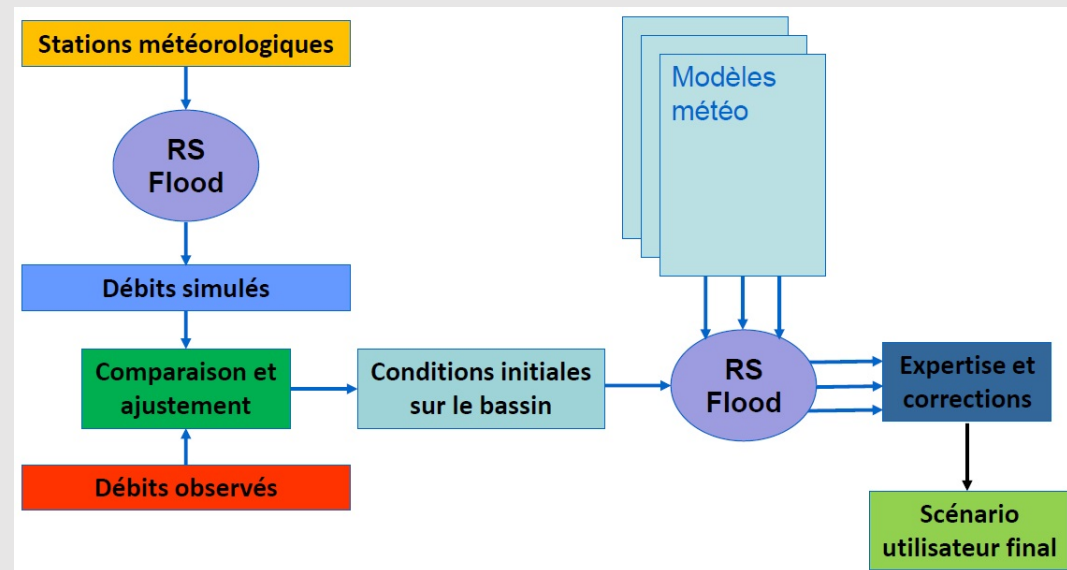 Stations météorologiques
RS
Flood
Débits simulés
Comparaison et
ajustement
Débits observés
Conditions initiales
sur le bassin
Modèles
météo
RS
Flood
Expertise et
corrections
Scénario
utilisateur final